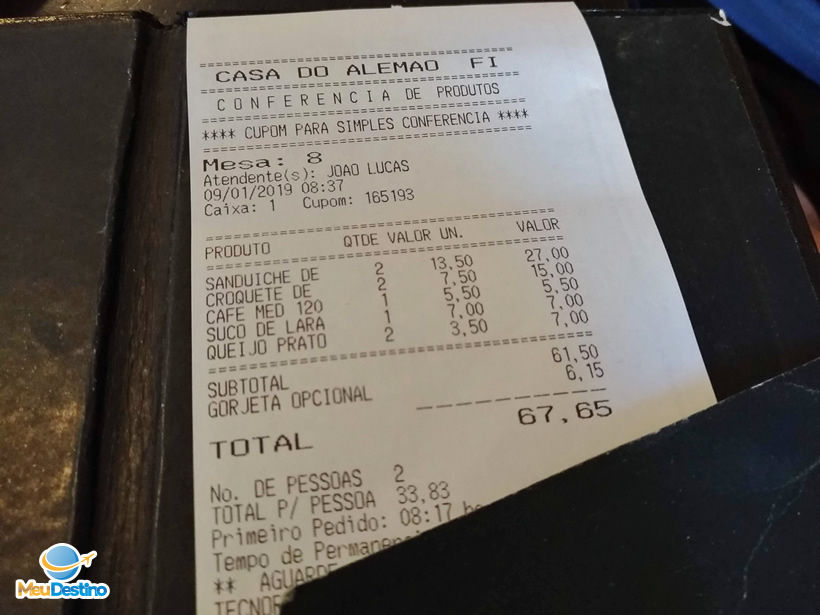 CASA DO ALEMAO FI
CONFERENCIA DE PRODUTOS
**** CUPOM PARA SIMPLES CONFERENCIA ****
Mesa: 8
Atendente(s): JOAO LUCAS
09/01/2019 08:37
Caixa: 1 Cupom: 165193
PRODUTO QTDE VALOR UN. VALOR
SANDUICHE DE 2 13,50 27,00
CROQUETE DE 2 7,50 15,00
CAFE MED 120 1 5,50 5,50
SUCO DE LARA 1 7,00 7,00
QUEIJO PRATO 2 3,50 7,00
SUBTOTAL 61,50
GORJETA OPCIONAL 6,15
TOTAL 67,65
No. DE PESSOAS 2
TOTAL P/ PESSOA 33,83
Primeiro Pedido: 08:17
Tempo de
** AGUARDE
MeuDestino